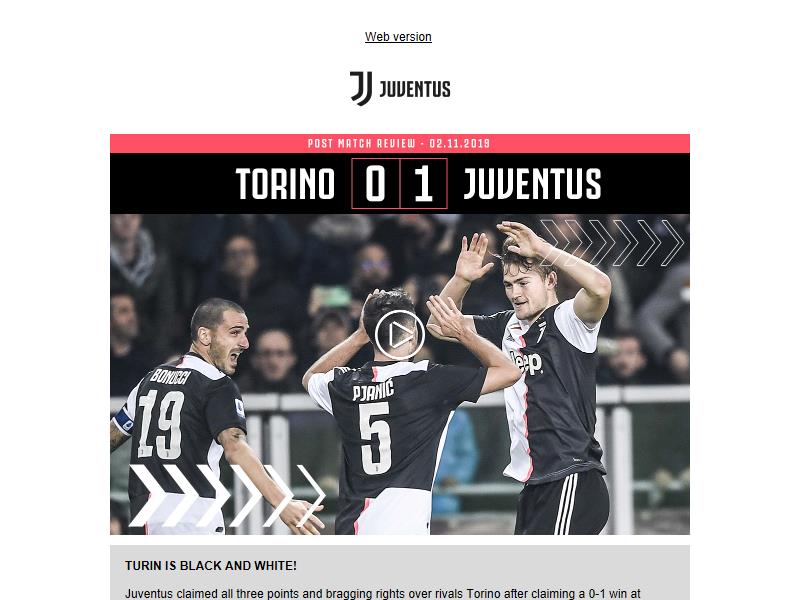 Web version
JUVENTUS
POST MATCH REVIEW - 02.11.2019
TORINO 0 1 JUVENTUS
BONUCCI
19
PJANIĆ
5
Jeep
TURIN IS BLACK AND WHITE!
Juventus claimed all three points and bragging rights over rivals Torino after claiming a 0-1 win at